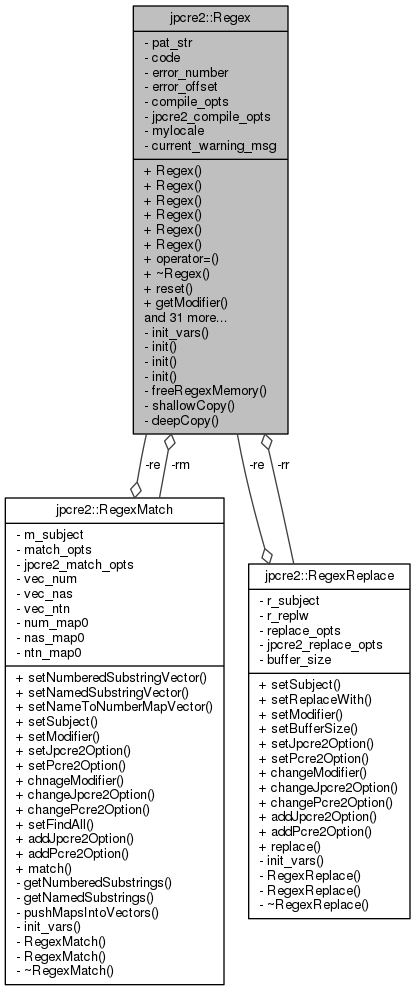 jpcre2::Regex
- pat_str
- code
- error_number
- error_offset
- compile_opts
- jpcre2_compile_opts
- mylocale
- current_warning_msg
+ Regex()
+ Regex()
+ Regex()
+ Regex()
+ Regex()
+ Regex()
+ operator=()
+ ~Regex()
+ reset()
+ getModifier()
and 31 more...
- init_vars()
- init()
- init()
- init()
- freeRegexMemory()
- shallowCopy()
- deepCopy()
-re
-rm
-re
-rr
jpcre2::RegexMatch
- m_subject
- match_opts
- jpcre2_match_opts
- vec_num
- vec_nas
- vec_ntn
- num_map0
- nas_map0
- ntn_map0
+ setNumberedSubstringVector()
+ setNamedSubstringVector()
+ setNameToNumberMapVector()
+ setSubject()
+ setModifier()
+ setJpcre2Option()
+ setPcre2Option()
+ chnageModifier()
+ changeJpcre2Option()
+ changePcre2Option()
+ setFindAll()
+ addJpcre2Option()
+ addPcre2Option()
+ match()
- getNumberedSubstrings()
- getNamedSubstrings()
- pushMapsIntoVectors()
- init_vars()
- RegexMatch()
- RegexMatch()
- ~RegexMatch()
jpcre2::RegexReplace
- r_subject
- r_replw
- replace_opts
- jpcre2_replace_opts
- buffer_size
+ setSubject()
+ setReplaceWith()
+ setModifier()
+ setBufferSize()
+ setJpcre2Option()
+ setPcre2Option()
+ changeModifier()
+ changeJpcre2Option()
+ changePcre2Option()
+ addJpcre2Option()
+ addPcre2Option()
+ replace()
- init_vars()
- RegexReplace()
- RegexReplace()
- ~RegexReplace()